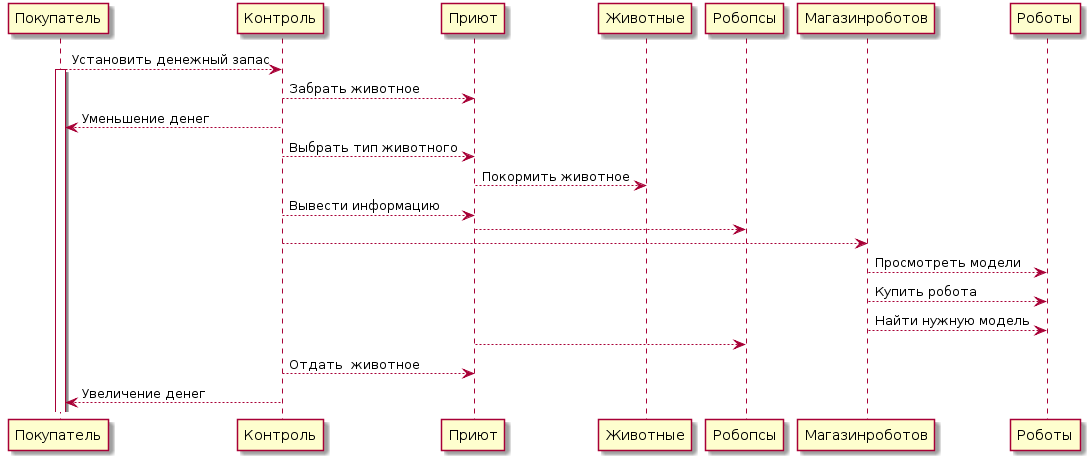 Покупатель
Контроль
Приют
Животные
Робопсы
Магазинроботов
Роботы
Установить денежный запас
Забрать животное
Уменьшение денег
Выбрать тип животного
Покормить животное
Вывести информацию
Просмотреть модели
Купить робота
Найти нужную модель
Отдать  животное
Увеличение денег
Покупатель
Контроль
Приют
Животные
Робопсы
Магазинроботов
Роботы